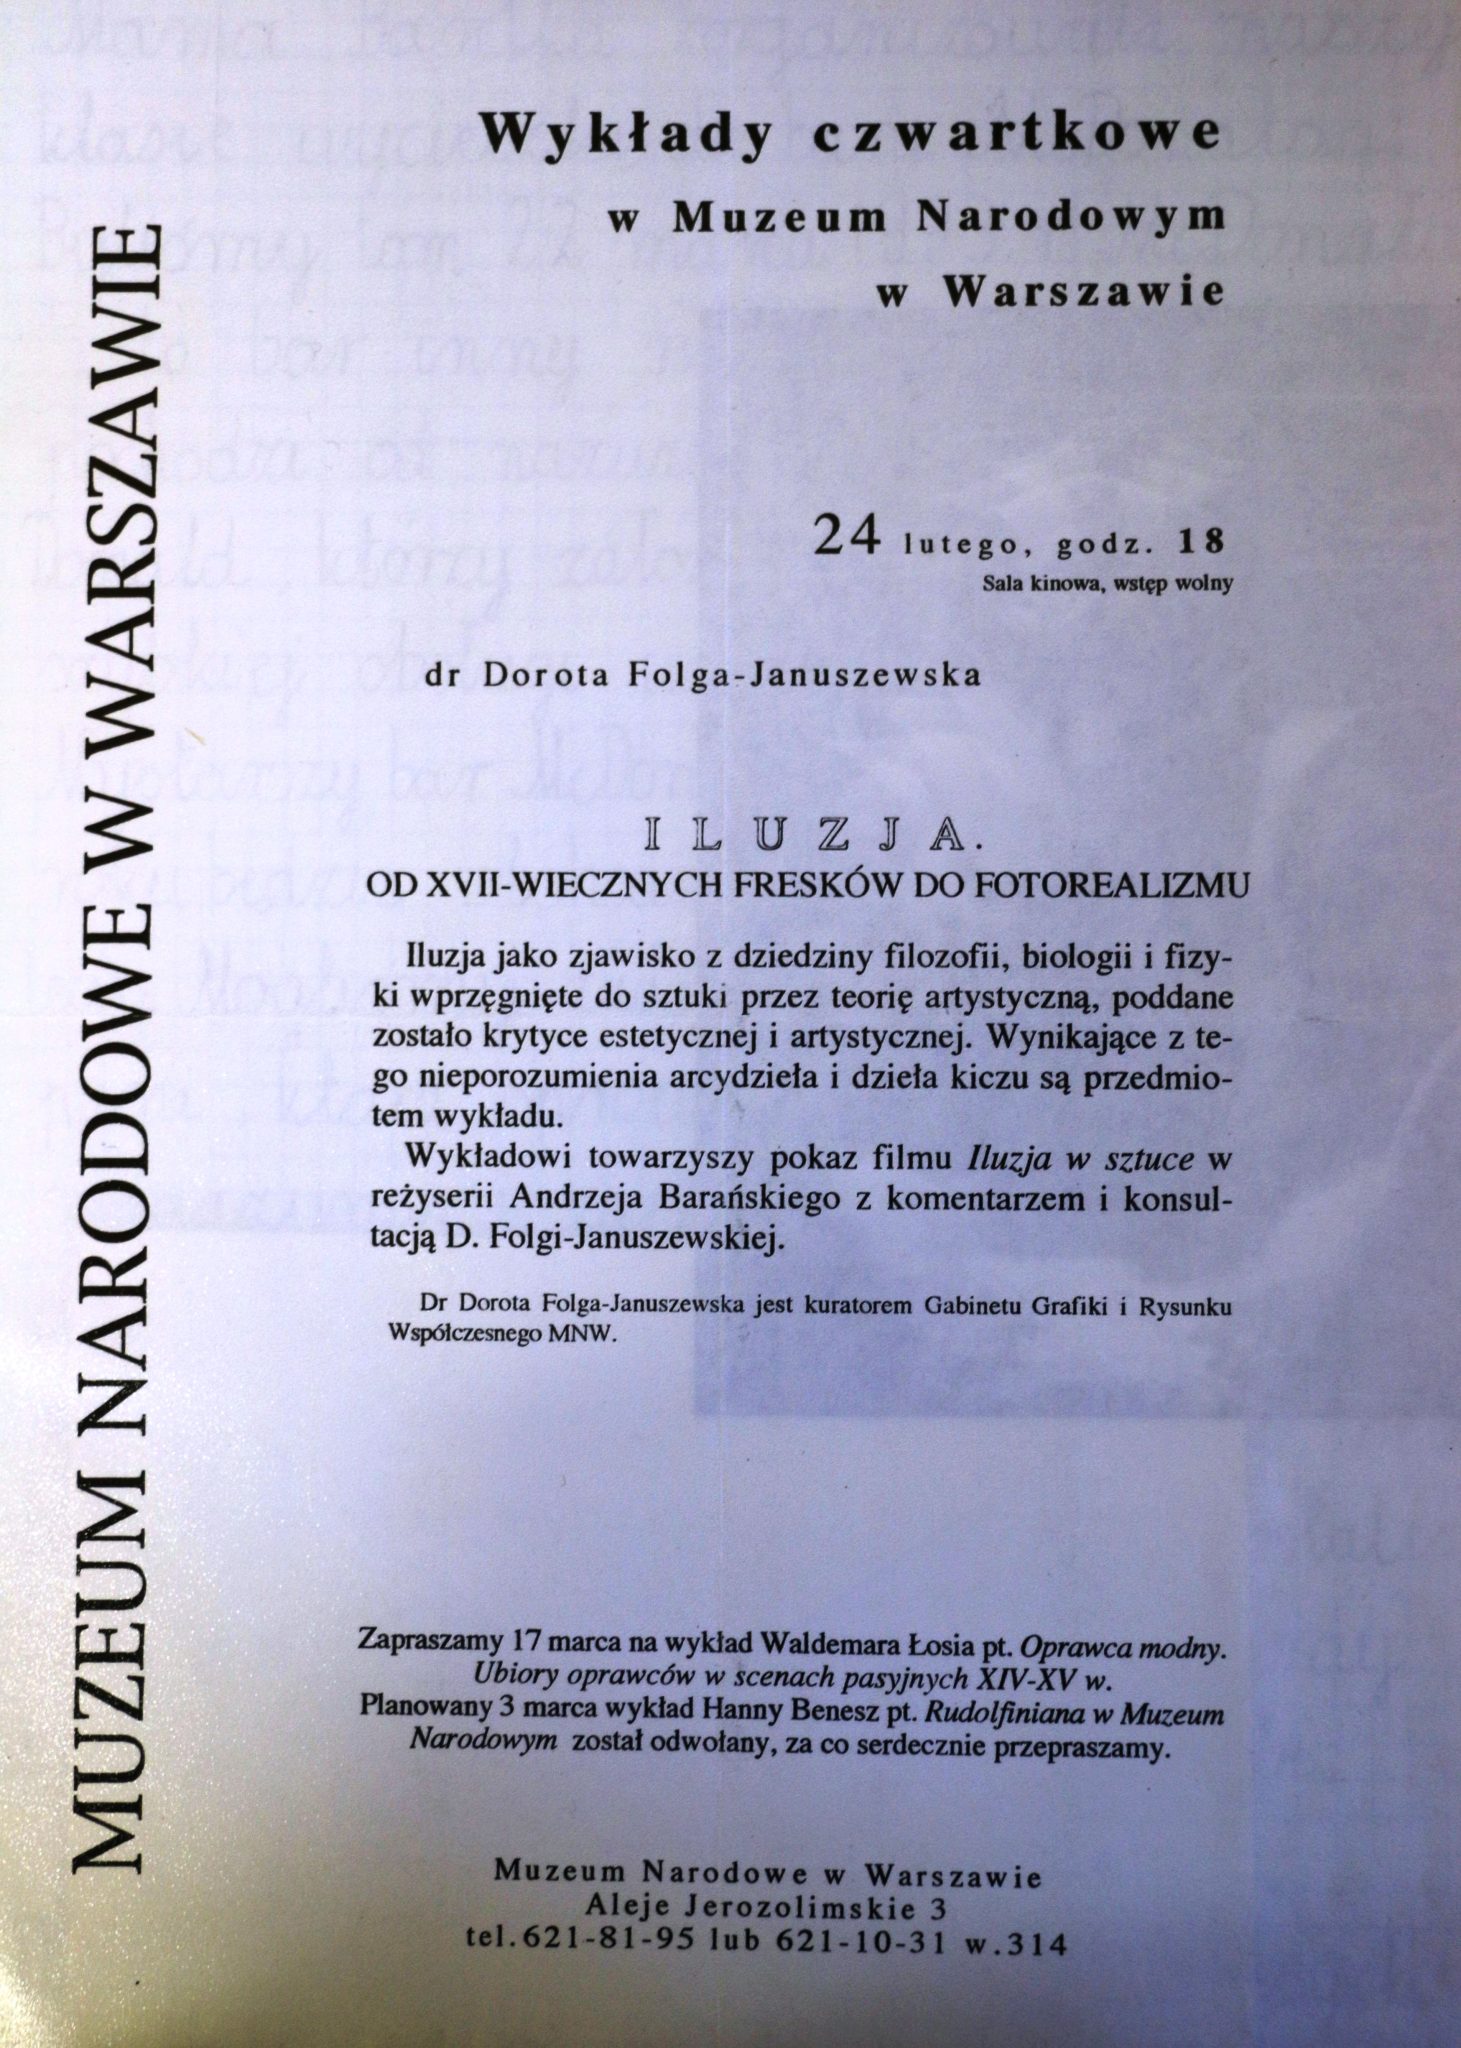 MUZEUM NARODOWE W WARSZAWIE
Wykłady czwartkowe
w Muzeum Narodowym
w Warszawie
24 lutego, godz. 18
Sala kinowa, wstęp wolny
dr Dorota Folga-Januszewska
ILUZJA.
OD XVII-WIECZNYCH FRESKÓW DO FOTOREALIZMU
Iluzja jako zjawisko z dziedziny filozofii, biologii i fizy-
ki wprzęgnięte do sztuki przez teorię artystyczną, poddane
zostało krytyce estetycznej i artystycznej. Wynikające z te-
go nieporozumienia arcydzieła i dzieła kiczu są przedmio-
tem wykładu.
Wykładowi towarzyszy pokaz filmu Iluzja w sztuce w
reżyserii Andrzeja Barańskiego z komentarzem i konsul-
tacją D. Folgi-Januszewskiej.
Dr Dorota Folga-Januszewska jest kuratorem Gabinetu Grafiki i Rysunku
Współczesnego MNW.
Zapraszamy 17 marca na wykład Waldemara Łosia pt. Oprawca modny.
Ubiory oprawców w scenach pasyjnych XIV-XV w.
Planowany 3 marca wykład Hanny Benesz pt. Rudolfiniana w Muzeum
Narodowym został odwołany, za co serdecznie przepraszamy.
Muzeum Narodowe w Warszawie
Aleje Jerozolimskie 3
tel.621-81-95 lub 621-10-31 w.314